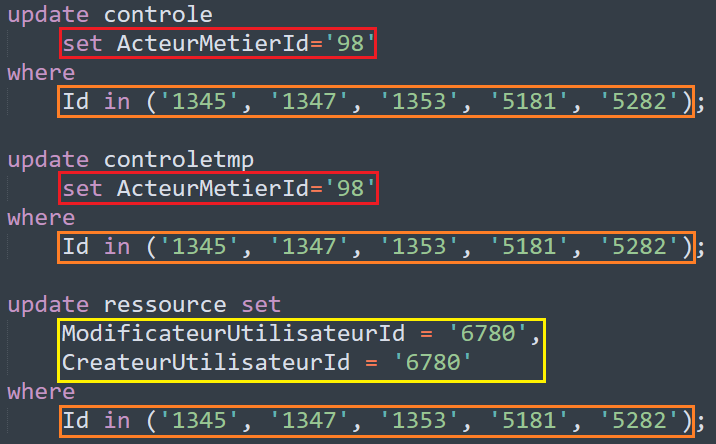 update controle
set ActeurMetierId='98'
where
Id in ('1345', '1347', '1353', '5181', '5282');
update controletmp
set ActeurMetierId='98'
where
Id in ('1345', '1347', '1353', '5181', '5282');
update ressource set
ModificateurUtilisateurId = '6780',
CreateurUtilisateurId = '6780'
where
Id in ('1345', '1347', '1353', '5181', '5282');